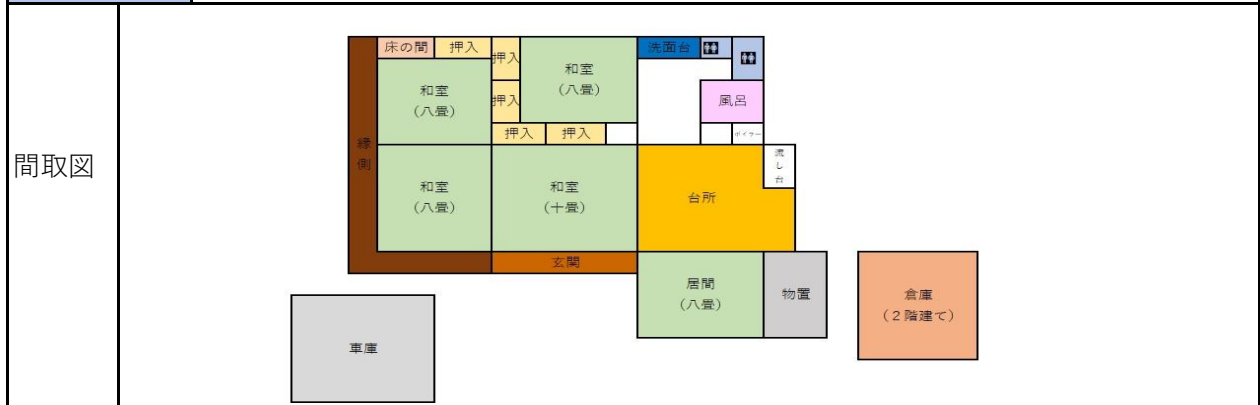 間取図
床の間
押入
押入
和室
(八畳)
洗面台
和室
(八畳)
押入
風呂
押入
押入
ボイラー
縁側
流し台
和室
(八畳)
和室
(十畳)
台所
玄関
居間
(八畳)
物置
倉庫
(2階建て)
車庫